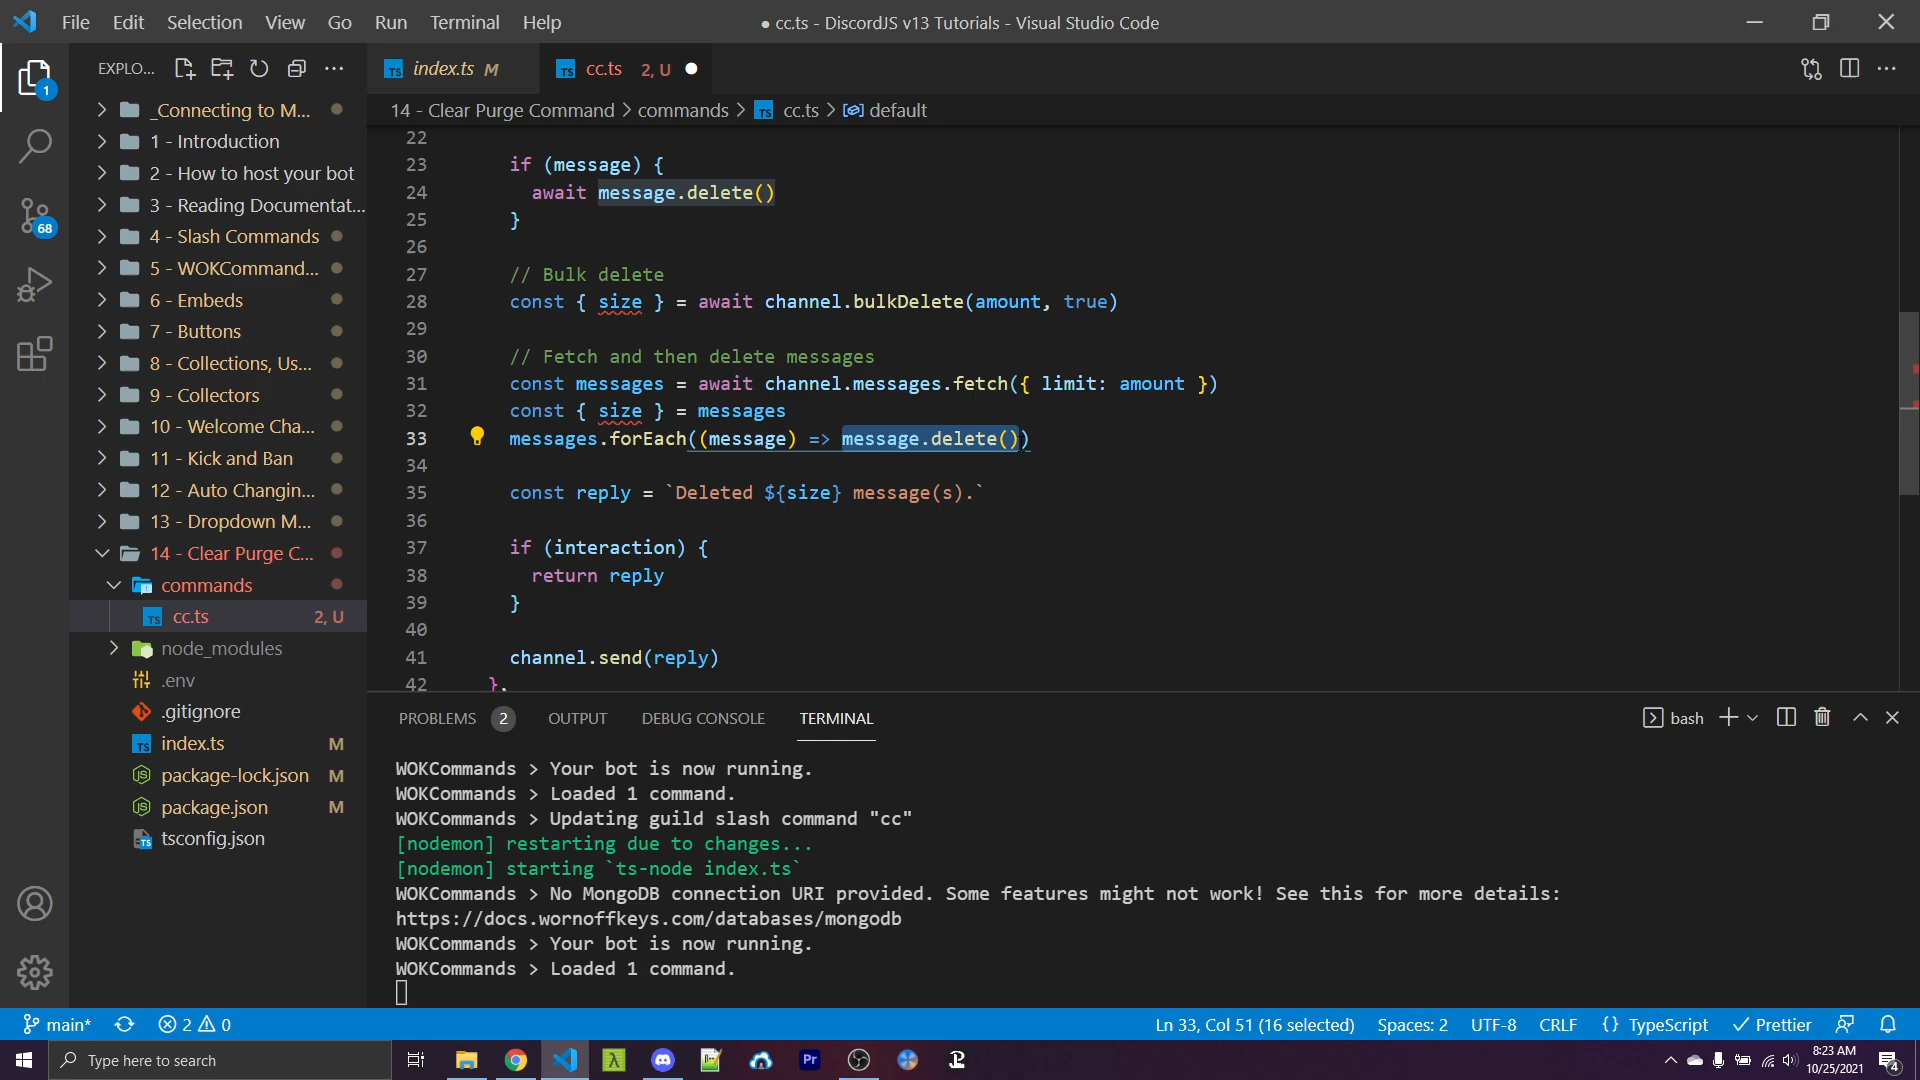 File Edit Selection View Go Run Terminal Help
● cc.ts - DiscordJS v13 Tutorials - Visual Studio Code
EXPLO...
index.ts M
cc.ts 2, U
14 - Clear Purge Command > commands > cc.ts > default
1
68
_Connecting to M...
1 - Introduction
2 - How to host your bot
3 - Reading Documentat...
4 - Slash Commands
5 - WOKCommand...
6 - Embeds
7 - Buttons
8 - Collections, Us...
9 - Collectors
10 - Welcome Cha...
11 - Kick and Ban
12 - Auto Changin...
13 - Dropdown M...
14 - Clear Purge C...
commands
cc.ts 2, U
node_modules
.env
.gitignore
index.ts M
package-lock.json M
package.json M
tsconfig.json
22
23 if (message) {
24 await message.delete()
25 }
26
27 // Bulk delete
28 const { size } = await channel.bulkDelete(amount, true)
29
30 // Fetch and then delete messages
31 const messages = await channel.messages.fetch({ limit: amount })
32 const { size } = messages
33 messages.forEach((message) => message.delete())
34
35 const reply = `Deleted ${size} message(s).`
36
37 if (interaction) {
38 return reply
39 }
40
41 channel.send(reply)
42 },
PROBLEMS 2 OUTPUT DEBUG CONSOLE TERMINAL
bash
WOKCommands > Your bot is now running.
WOKCommands > Loaded 1 command.
WOKCommands > Updating guild slash command "cc"
[nodemon] restarting due to changes...
[nodemon] starting `ts-node index.ts`
WOKCommands > No MongoDB connection URI provided. Some features might not work! See this for more details:
https://docs.wornoffkeys.com/databases/mongodb
WOKCommands > Your bot is now running.
WOKCommands > Loaded 1 command.
main* 2 0
Ln 33, Col 51 (16 selected) Spaces: 2 UTF-8 CRLF {} TypeScript Prettier
Type here to search
Pr
8:23 AM
10/25/2021
4